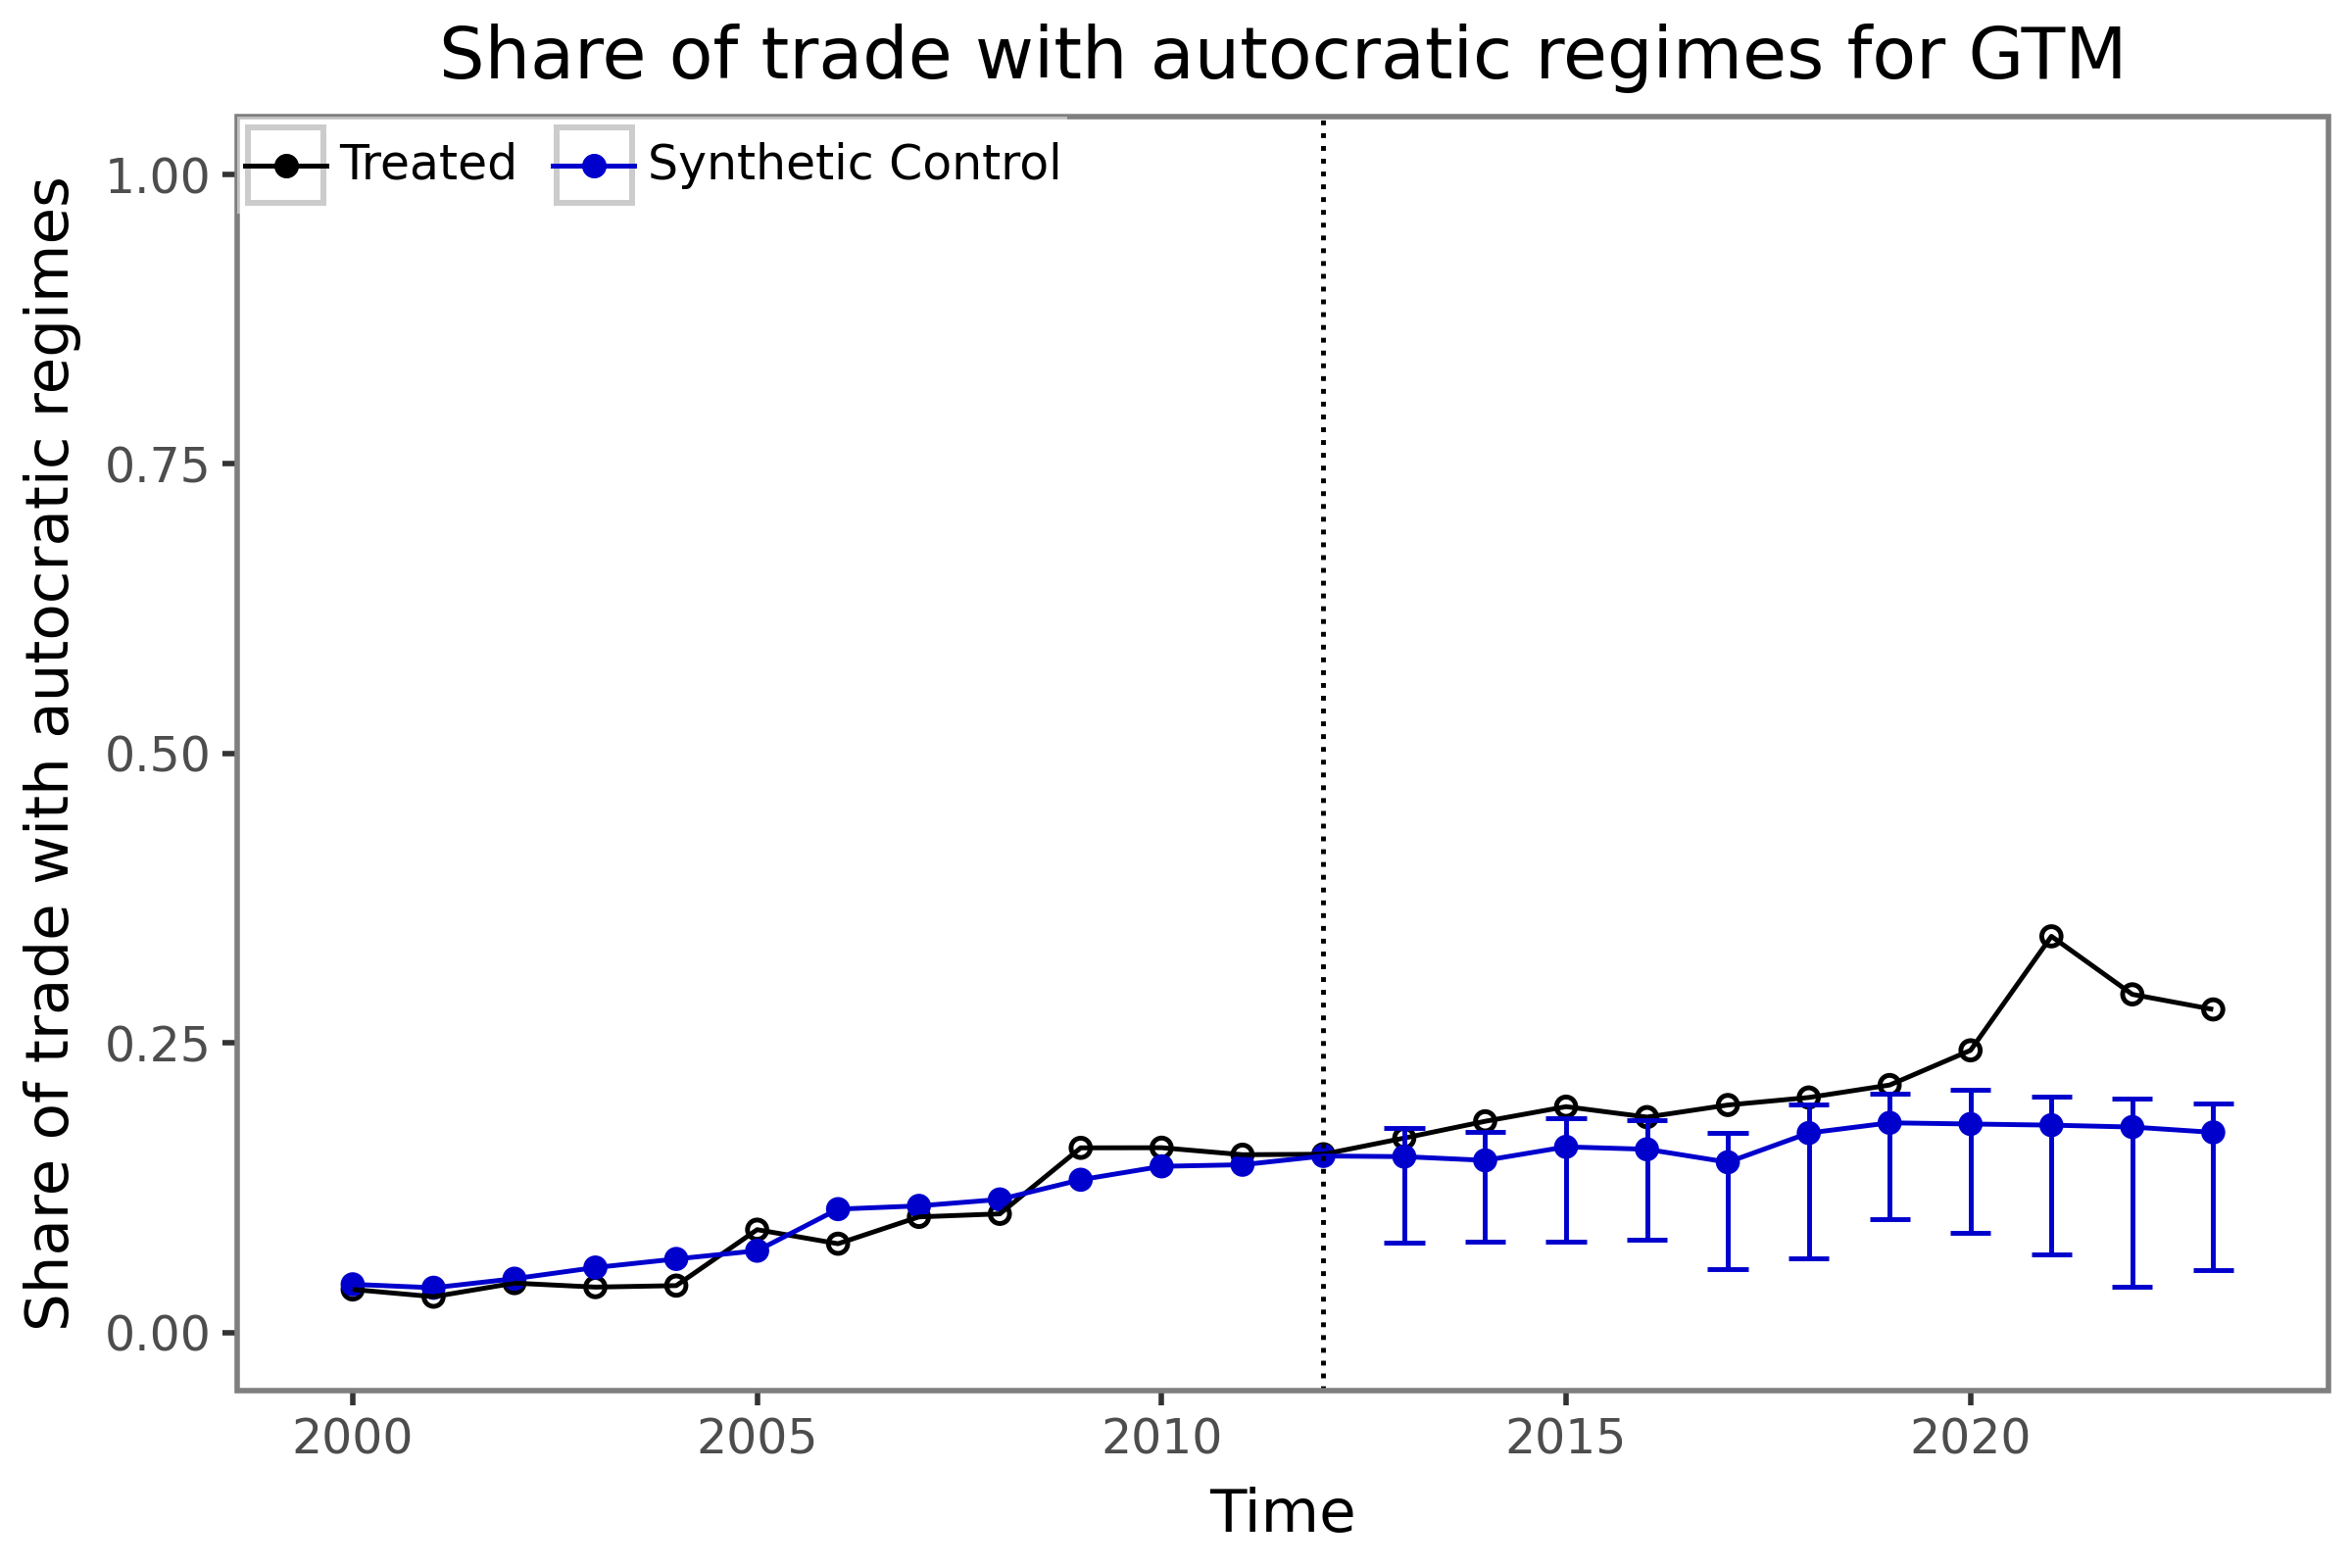 Share of trade with autocratic regimes for GTM
Treated
Synthetic Control
Share of trade with autocratic regimes
1.00
0.75
0.50
0.25
0.00
2000
2005
2010
2015
2020
Time